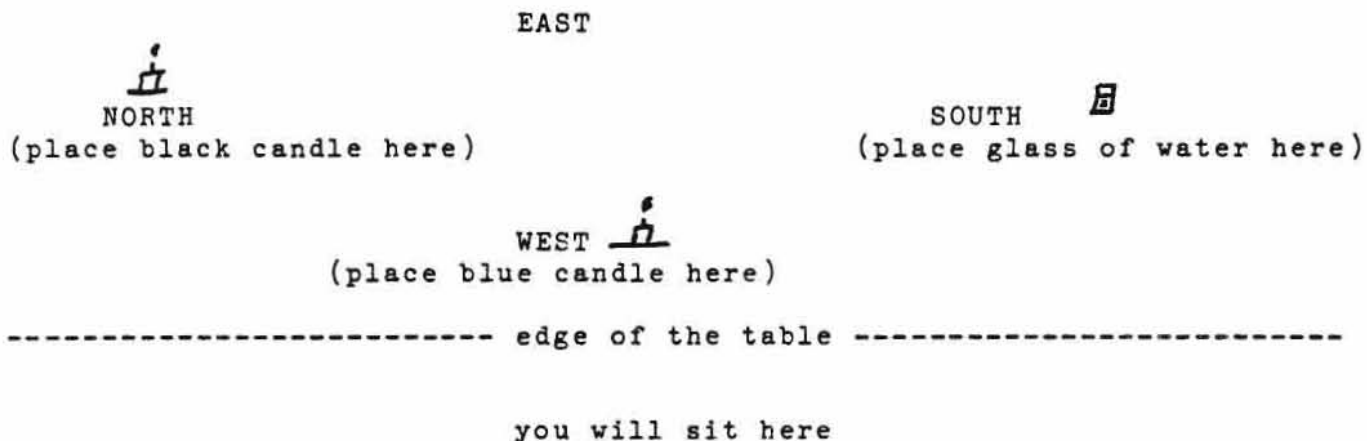 EAST
NORTH SOUTH
(place black candle here) (place glass of water here)
WEST
(place blue candle here)
-------------------------- edge of the table --------------------------
you will sit here